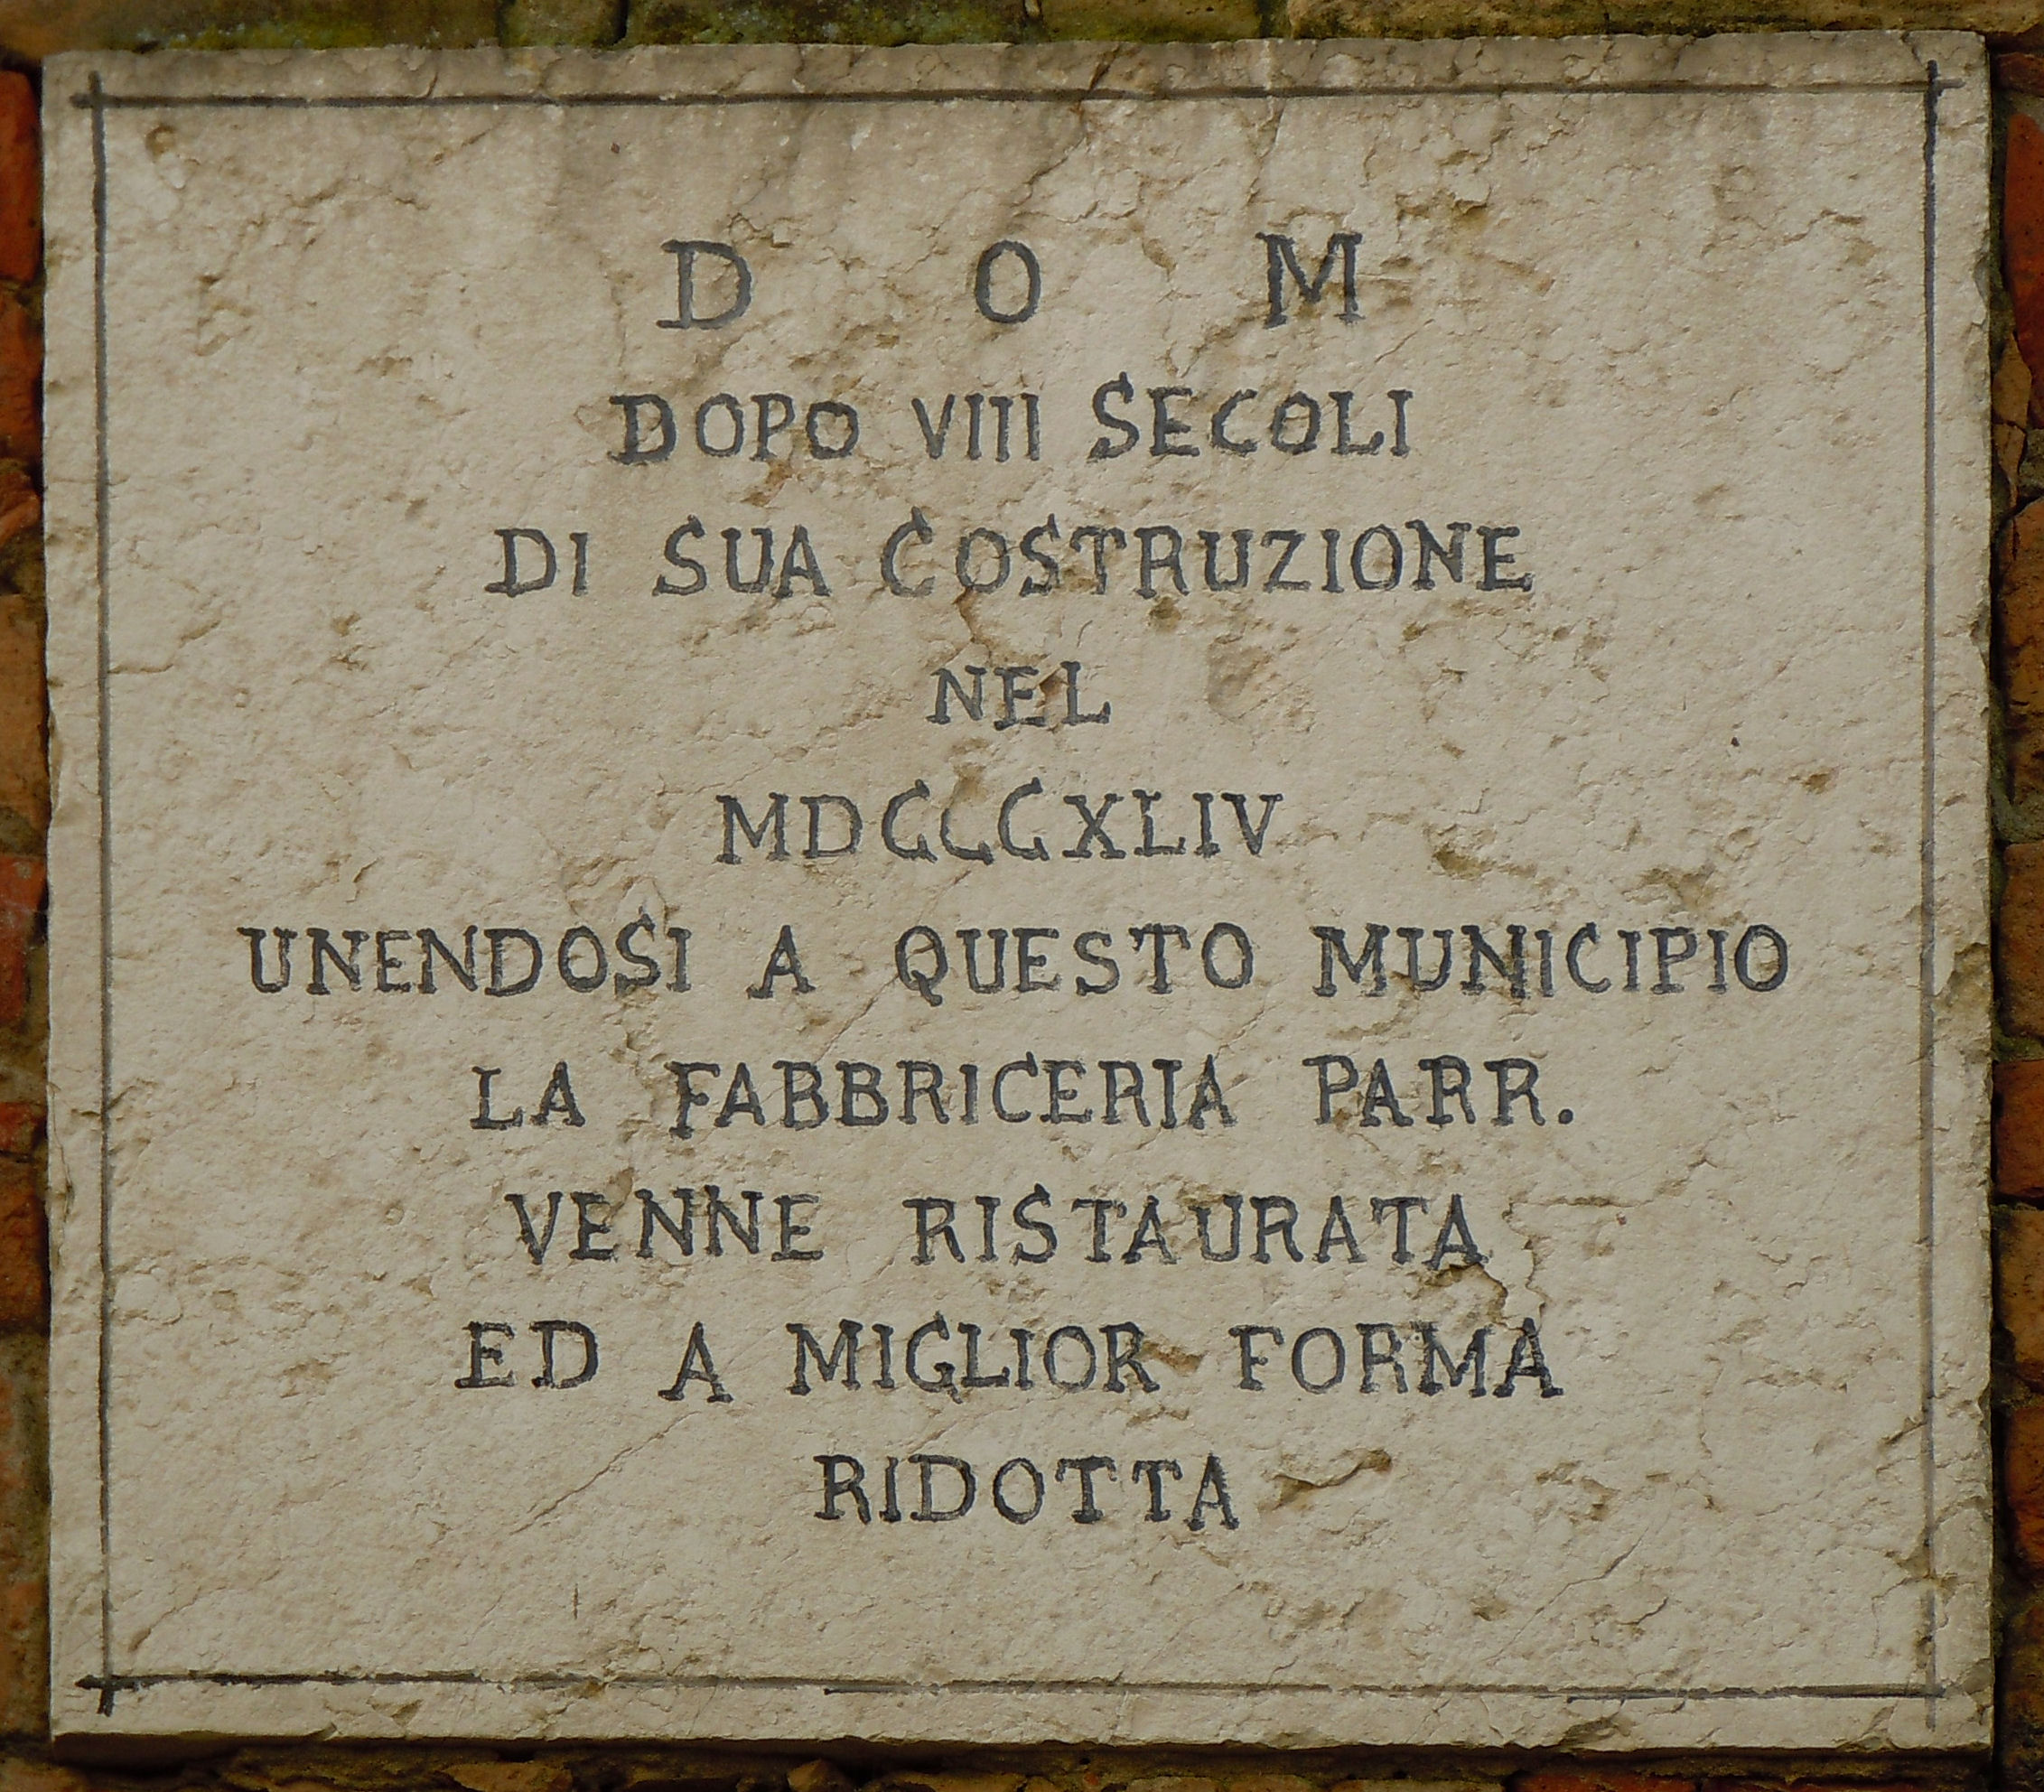 D O M
DOPO VIII SECOLI
DI SUA COSTRUZIONE
NEL
MDCCCXLIV
UNENDOSI A QUESTO MUNICIPIO
LA FABBRICERIA PARR.
VENNE RISTAURATA
ED A MIGLIOR FORMA
RIDOTTA